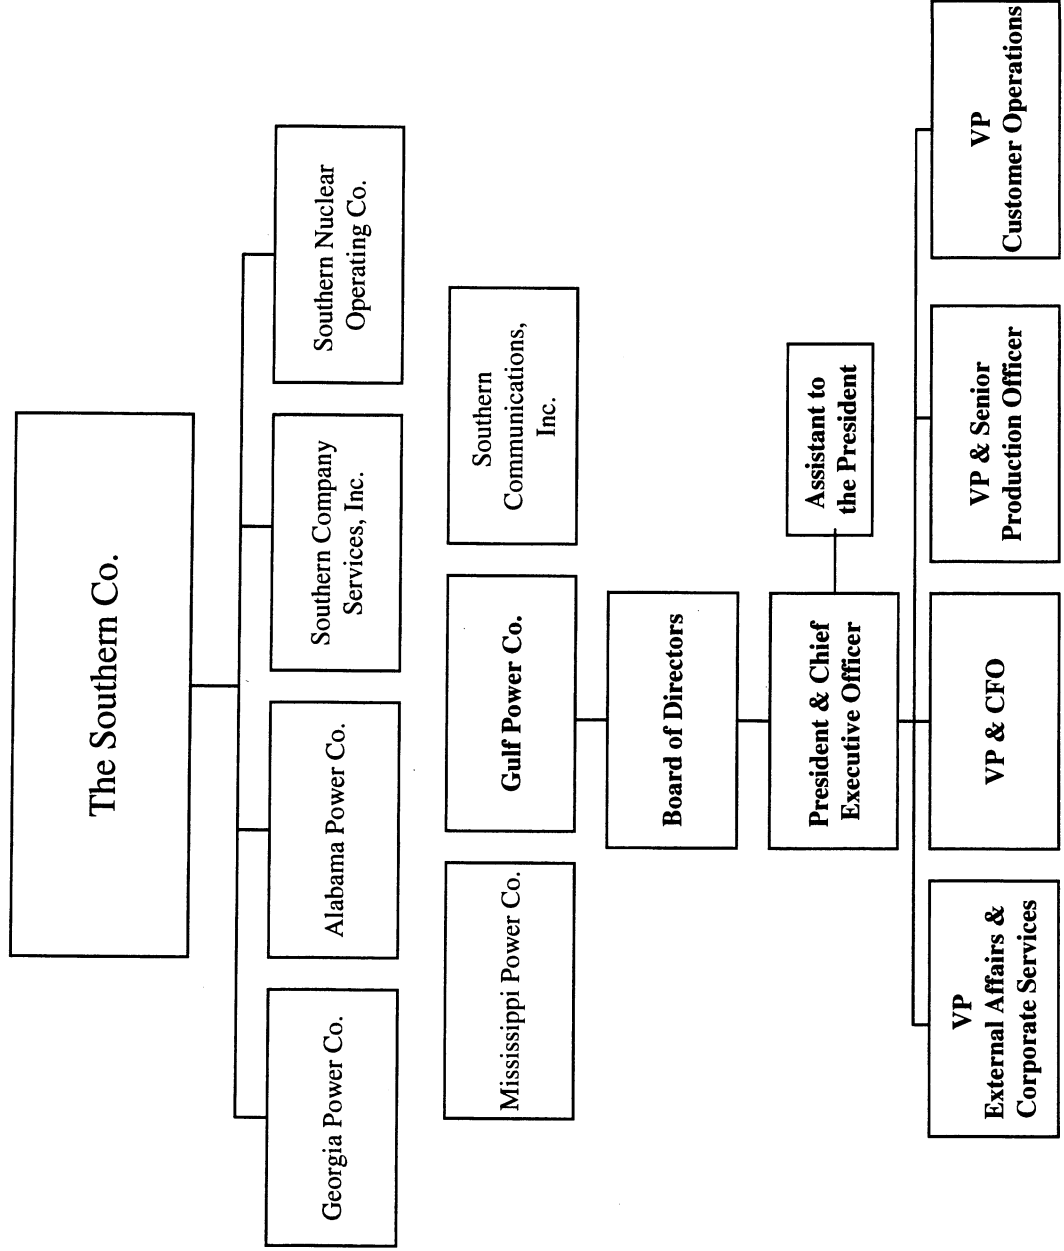 The Southern Co.
Georgia Power Co.
Alabama Power Co.
Southern Company
Services, Inc.
Southern Nuclear
Operating Co.
Mississippi Power Co.
Gulf Power Co.
Southern
Communications,
Inc.
Board of Directors
President & Chief
Executive Officer
Assistant to
the President
VP
External Affairs &
Corporate Services
VP & CFO
VP & Senior
Production Officer
VP
Customer Operations